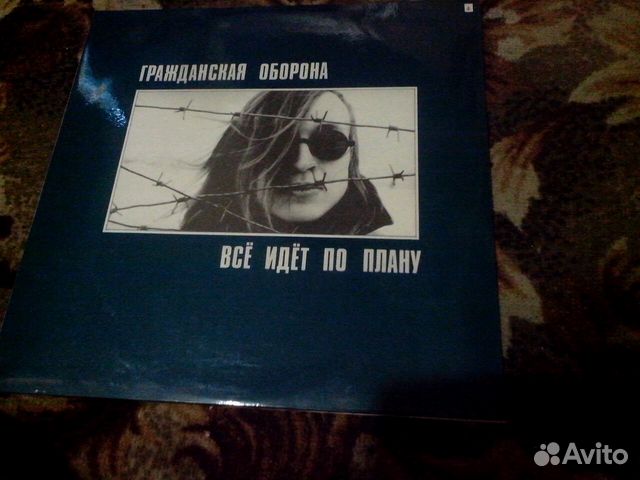 ГРАЖДАНСКАЯ ОБОРОНА
ВСЁ ИДЁТ ПО ПЛАНУ
Avito